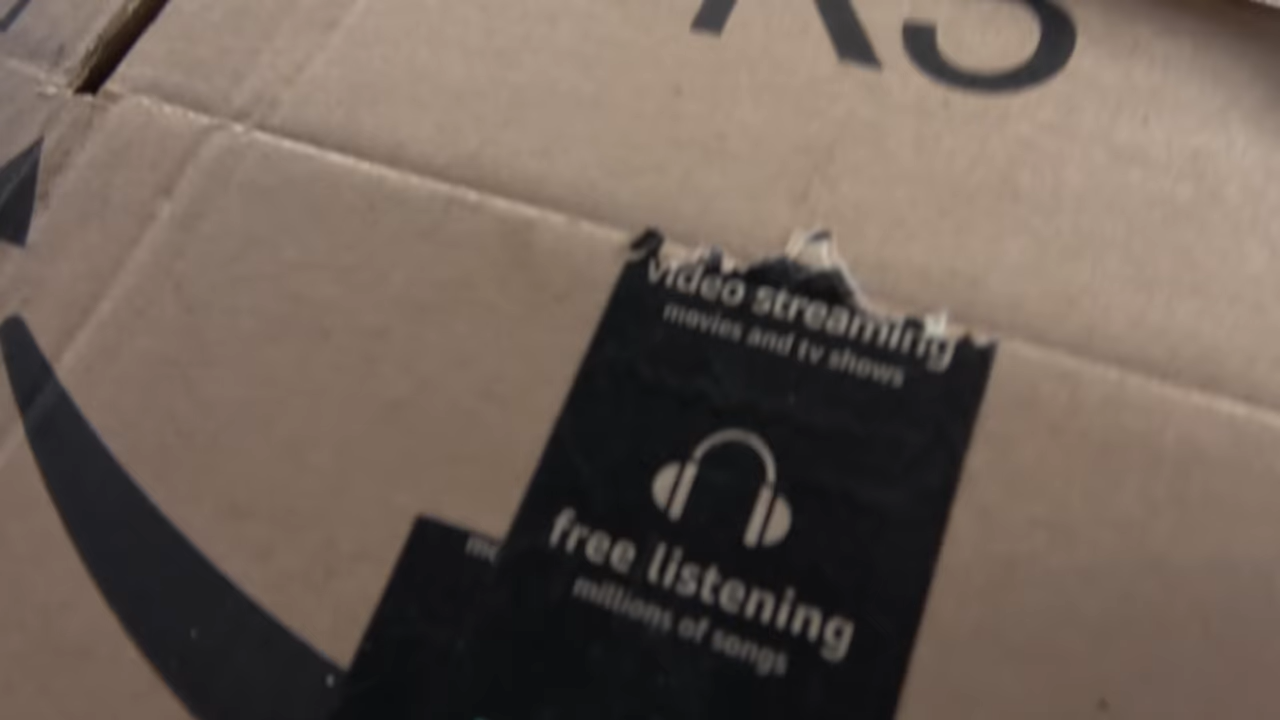 video streaming
movies and tv shows
free listening
millions of songs